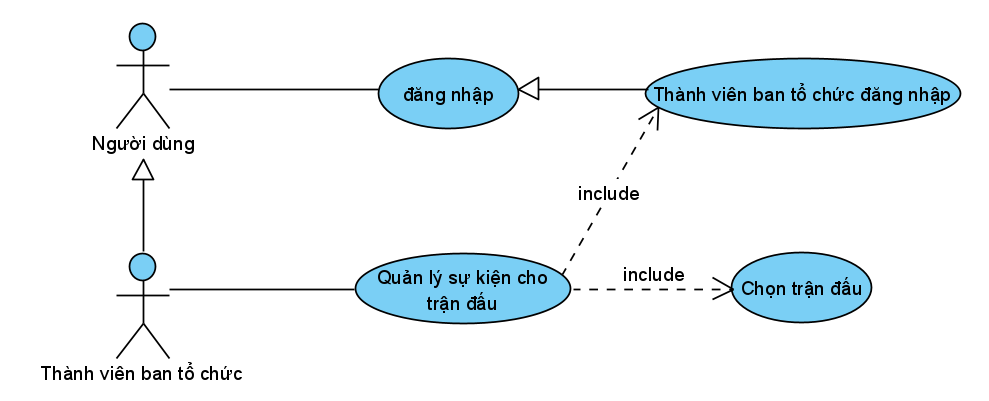 Người dùng
đăng nhập
Thành viên ban tổ chức đăng nhập
include
Quản lý sự kiện cho
trận đấu
include
Chọn trận đấu
Thành viên ban tổ chức